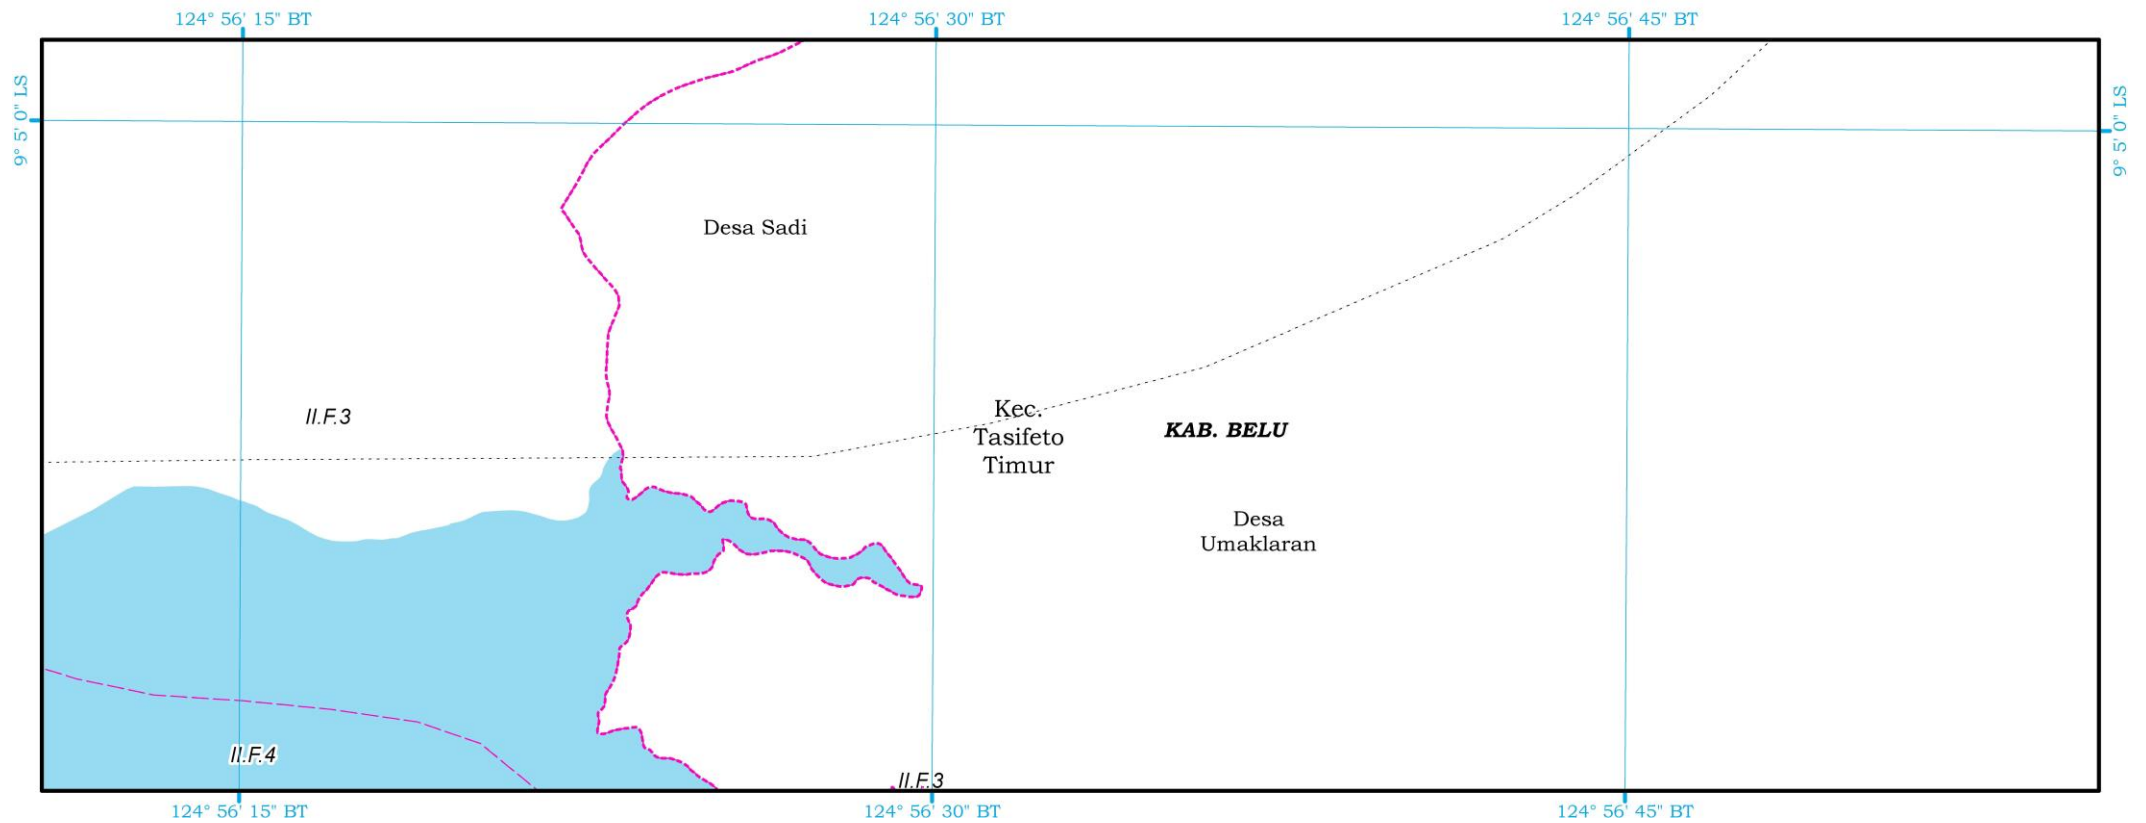 124° 56' 15" BT
124° 56' 30" BT
124° 56' 45" BT
9° 5' 0" LS
9° 5' 0" LS
Desa Sadi
II.F.3
Kec.
Tasifeto
Timur
KAB. BELU
Desa
Umaklaran
II.F.4
II.F.3
124° 56' 15" BT
124° 56' 30" BT
124° 56' 45" BT